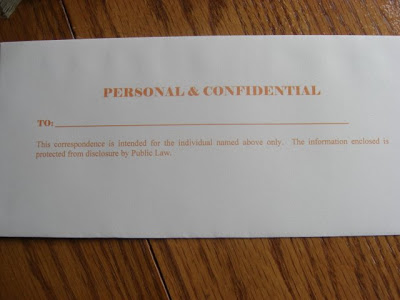 PERSONAL & CONFIDENTIAL
TO:
This correspondence is intended for the individual named above only. The information enclosed is
protected from disclosure by Public Law.